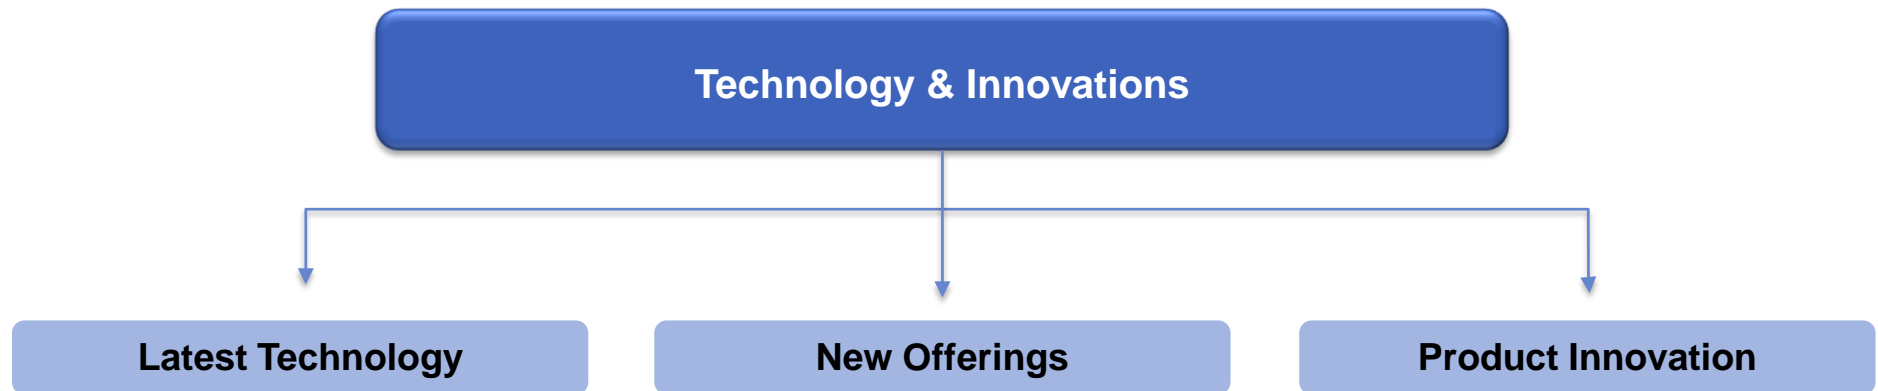 Technology & Innovations
Latest Technology
New Offerings
Product Innovation